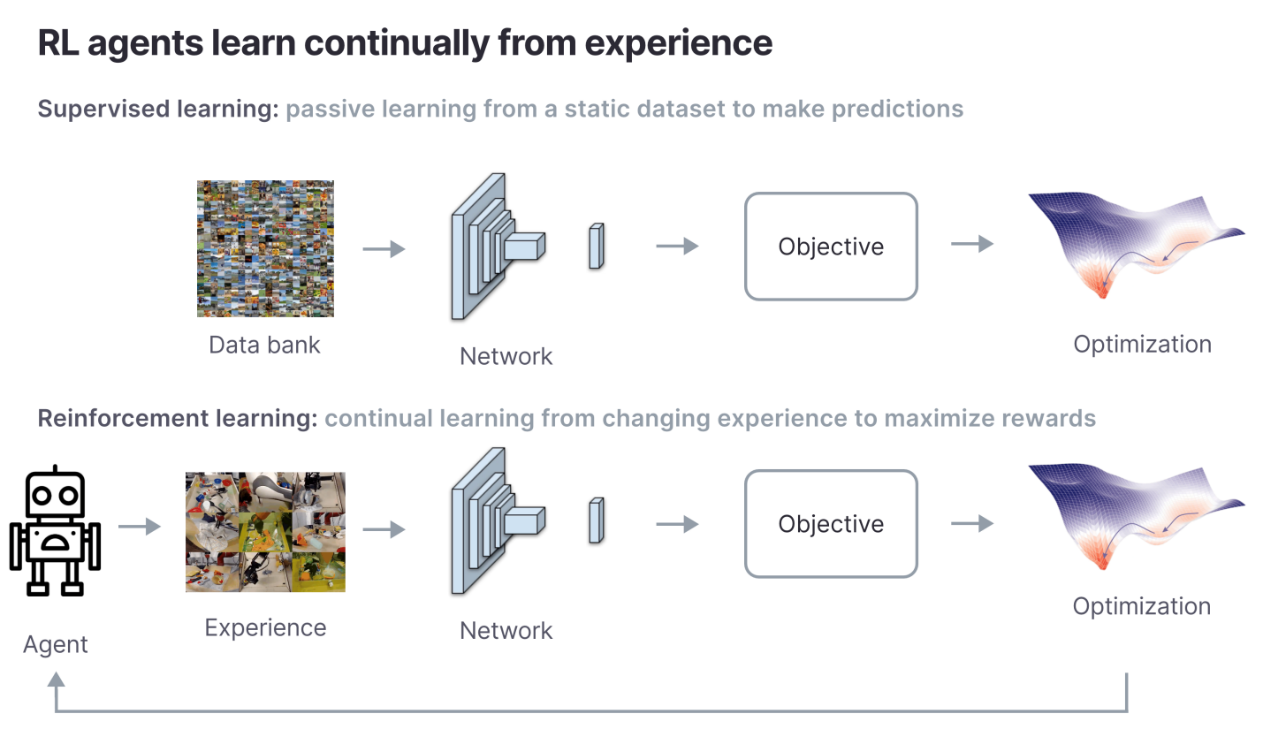 RL agents learn continually from experience
Supervised learning: passive learning from a static dataset to make predictions
Objective
Data bank
Network
Optimization
Reinforcement learning: continual learning from changing experience to maximize rewards
Objective
Agent
Experience
Network
Optimization